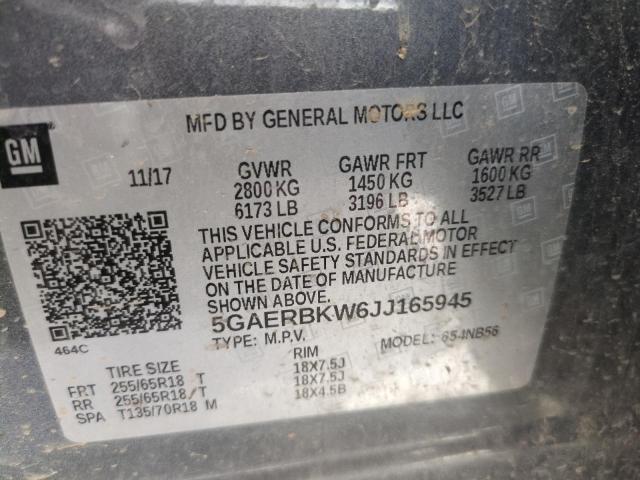 MFD BY GENERAL MOTORS LLC
GM
11/17 GVWR GAWR FRT GAWR RR
2800 KG 1450 KG 1600 KG
6173 LB 3196 LB 3527 LB
THIS VEHICLE CONFORMS TO ALL
APPLICABLE U.S. FEDERAL MOTOR
VEHICLE SAFETY STANDARDS IN EFFECT
ON THE DATE OF MANUFACTURE
SHOWN ABOVE.
5GAERBKW6JJ165945
464C
TYPE: M.P.V. MODEL: 654NB56
TIRE SIZE RIM
FRT 255/65R18 T 18X7.5J
RR 255/65R18 T 18X7.5J
SPA T135/70R18 M 18X4.5B